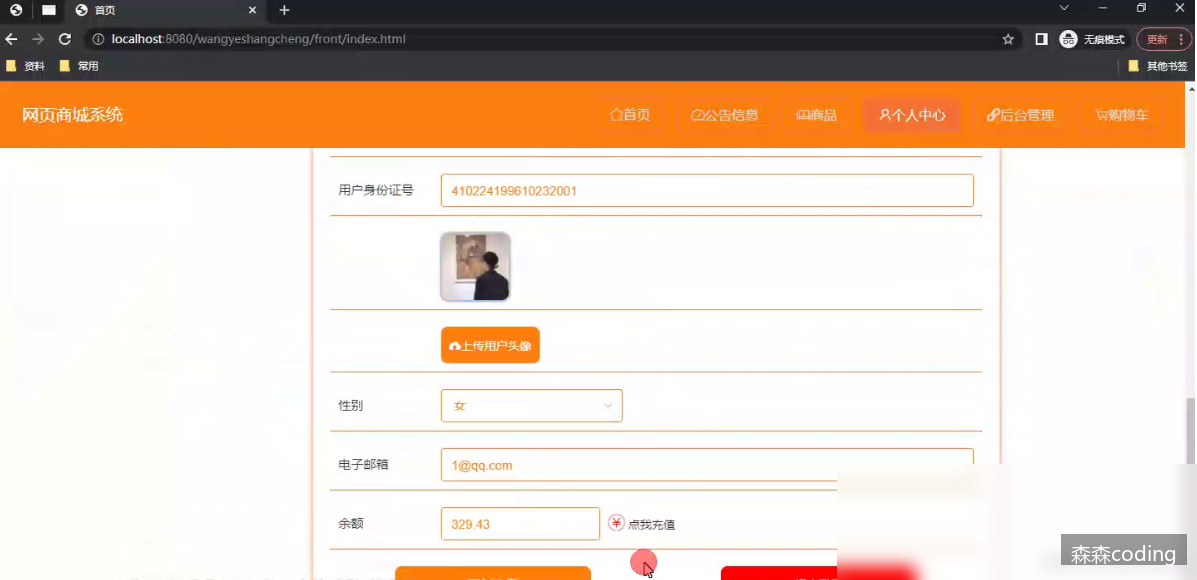 首页
localhost:8080/wangyeshangcheng/front/index.html
无痕模式
更新
资料
常用
其他书签
网页商城系统
首页
公告信息
商品
个人中心
后台管理
购物车
用户身份证号
410224199610232001
上传用户头像
性别
女
电子邮箱
1@qq.com
余额
329.43
¥ 点我充值
森森coding